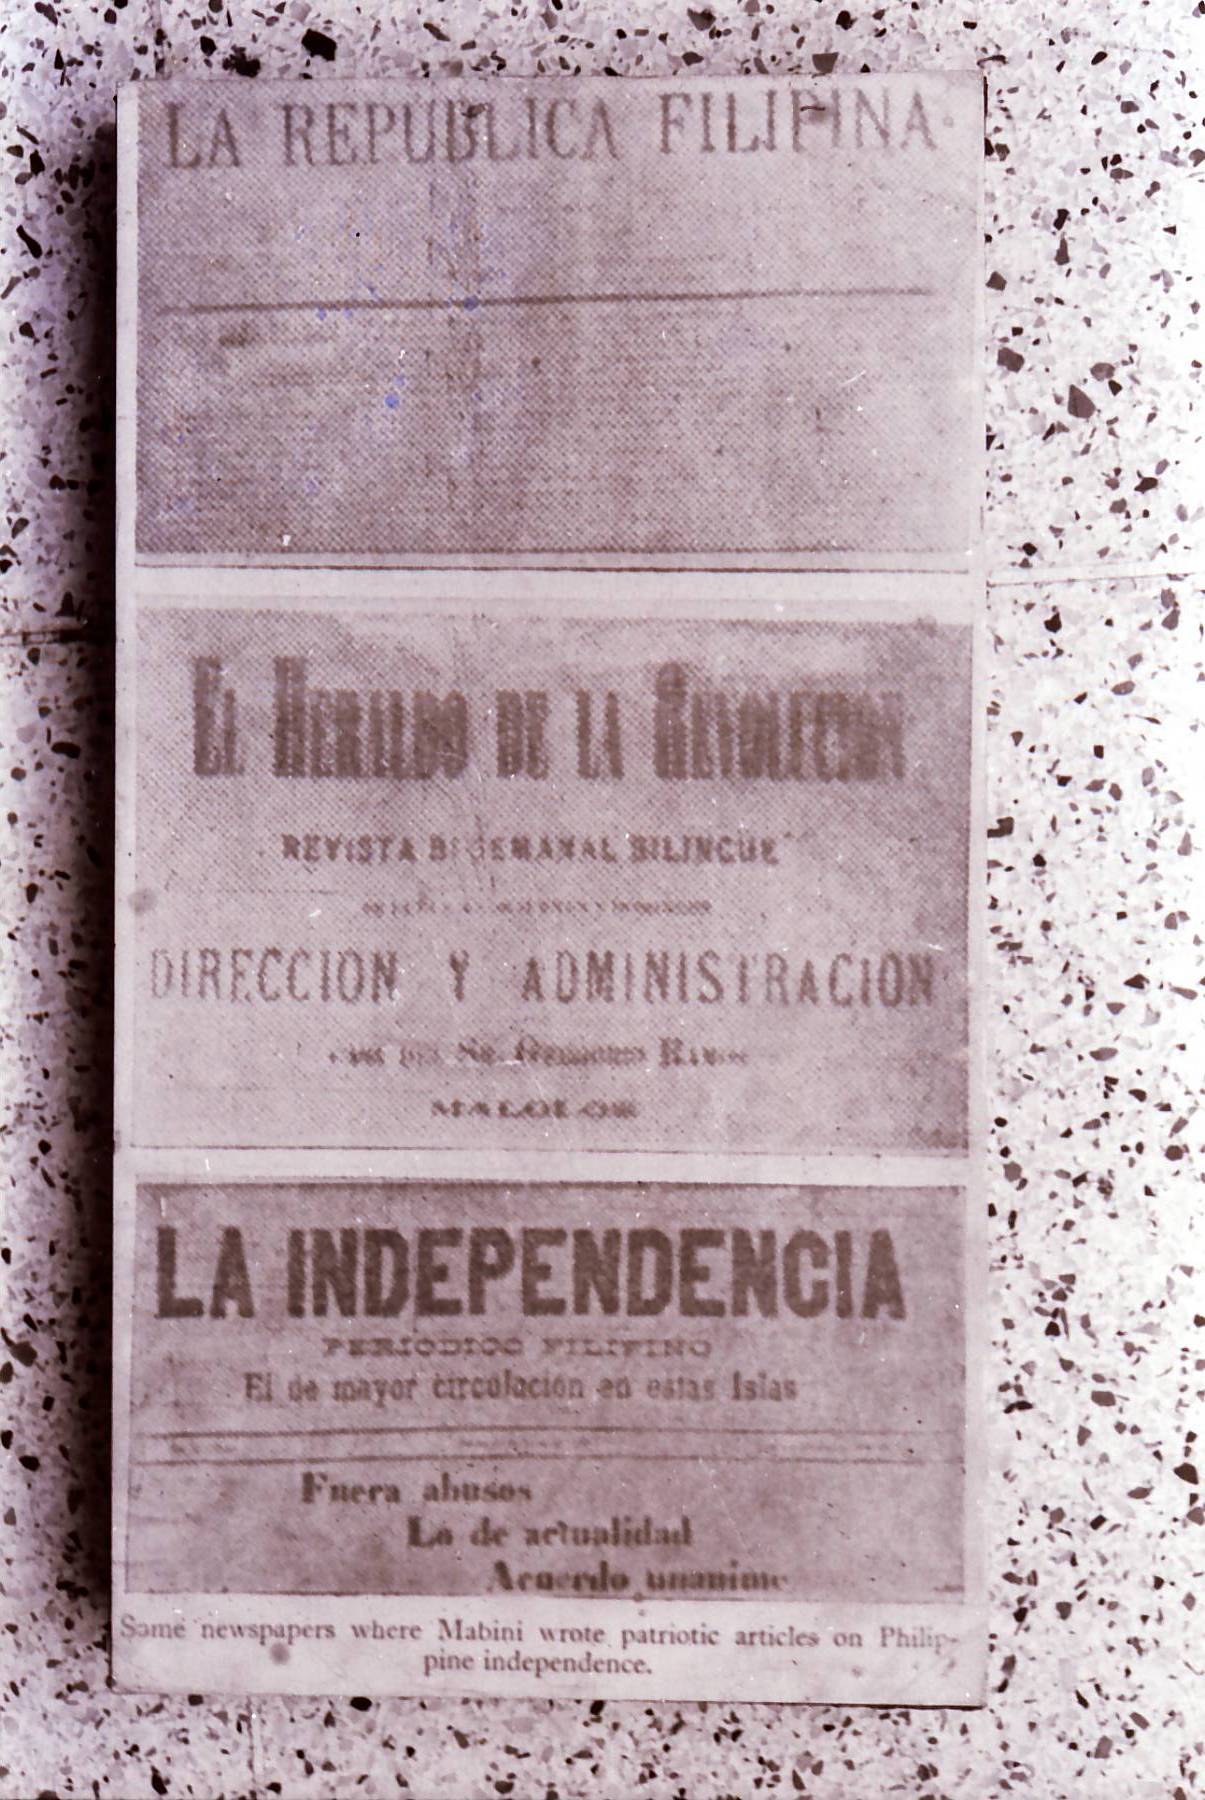 LA REPUBLICA FILIPINA
EL HERALDO DE LA REVOLUCION
REVISTA BISEMANAL BILINGUE
DIRECCION Y ADMINISTRACION
MALOLOS
LA INDEPENDENCIA
PERIODICO FILIPINO
El de mayor circulación en estas Islas
Fuera abusos
Lo de actualidad
Acuerdo unanime
Some newspapers where Mabini wrote patriotic articles on Philip-
pine independence.